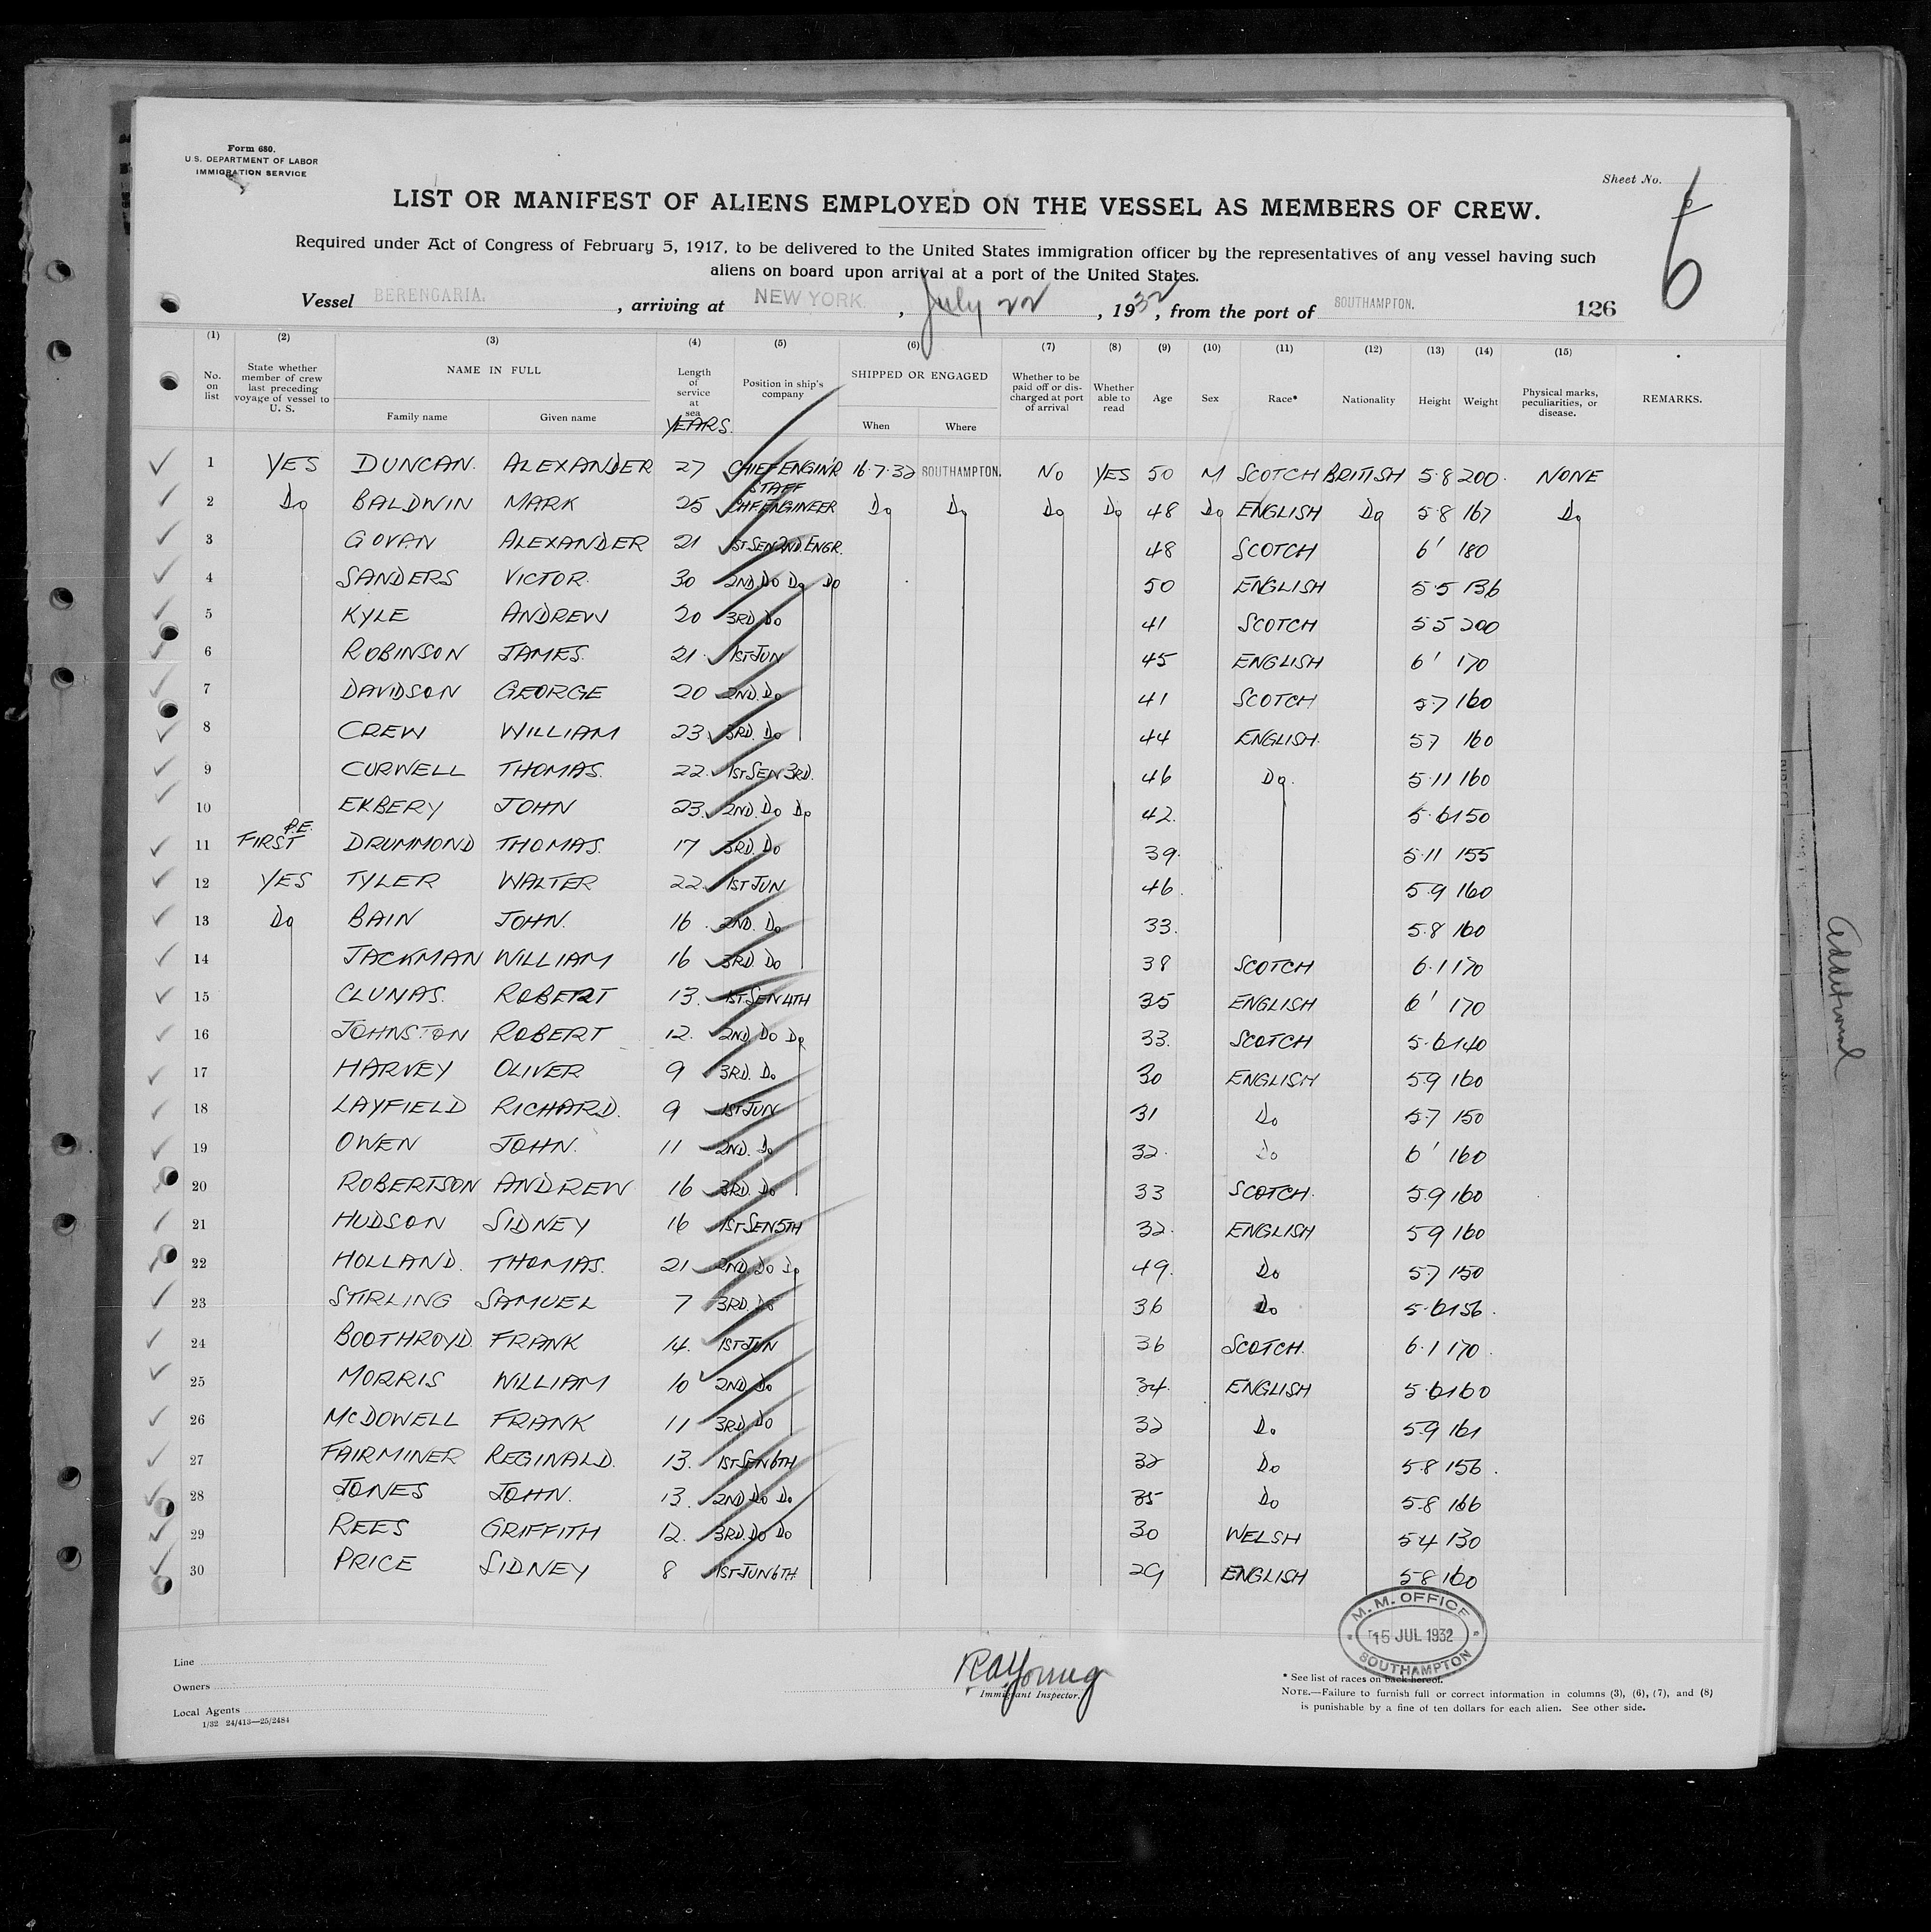 Form 680.
U.S. DEPARTMENT OF LABOR
IMMIGRATION SERVICE
Sheet No. 6
LIST OR MANIFEST OF ALIENS EMPLOYED ON THE VESSEL AS MEMBERS OF CREW.
Required under Act of Congress of February 5, 1917, to be delivered to the United States immigration officer by the representatives of any vessel having such
aliens on board upon arrival at a port of the United States.
Vessel BERENGARIA. , arriving at NEW YORK. , July 22 , 1932, from the port of SOUTHAMPTON. 126
(1) (2) (3) (4) (5) (6) (7) (8) (9) (10) (11) (12) (13) (14) (15)
No. on list State whether member of crew last preceding voyage of vessel to U. S. NAME IN FULL Family name Given name Length of service at sea YEARS. Position in ship's company SHIPPED OR ENGAGED When Where Whether to be paid off or discharged at port of arrival Whether able to read Age Sex Race* Nationality Height Weight Physical marks, peculiarities, or disease. REMARKS.
1 YES DUNCAN. ALEXANDER 27 CHIEF ENGIN'R 16·7·32 SOUTHAMPTON. NO YES 50 M SCOTCH BRITISH 5·8 200· NONE
2 Do BALDWIN MARK 25 STAFF CHF ENGINEER Do Do Do Do 48 Do ENGLISH Do 5·8 167 Do
3 GOVAN ALEXANDER 21 1ST SEN 2ND. ENGR. 48 SCOTCH 6' 180
4 SANDERS VICTOR. 30 2ND. DO Do DO 50 ENGLISH 5·5 136
5 KYLE ANDREW 20 3RD. Do 41 SCOTCH 5·5 200
6 ROBINSON JAMES. 21· 1ST JUN 45 ENGLISH 6' 170
7 DAVIDSON GEORGE 20 2ND. Do 41 SCOTCH 5·7 160
8 CREW WILLIAM 23 3RD. Do 44 ENGLISH. 5·7 160
9 CURWELL THOMAS. 22. 1ST SEN 3RD. 46 Do. 5·11 160
10 EKBERY JOHN 23. 2ND. Do Do 42. 5·6 150
11 P.E. FIRST DRUMMOND THOMAS. 17 3RD. Do 39. 5·11 155
12 YES TYLER WALTER 22. 1ST JUN 46. 5·9 160
13 Do BAIN JOHN. 16. 2ND. Do 33. 5·8 160
14 JACKMAN WILLIAM 16 3RD. DO 38 SCOTCH 6·1 170
15 CLUNAS. ROBERT 13. 1ST SEN 4TH 35 ENGLISH 6' 170
16 JOHNSTON ROBERT 12. 2ND. DO Do 33. SCOTCH 5·6 140
17 HARVEY OLIVER 9 3RD. Do 30 ENGLISH 5·9 160
18 LAYFIELD RICHARD. 9 1ST JUN 31 Do 5·7 150
19 OWEN JOHN. 11 2ND. Do 32. Do 6' 160
20 ROBERTSON ANDREW 16 3RD. Do 33 SCOTCH. 5·9 160
21 HUDSON SIDNEY 16 1ST SEN 5TH 32. ENGLISH 5·9 160
22 HOLLAND. THOMAS. 21 2ND. Do Do 49. Do 5·7 150
23 STIRLING SAMUEL 7 3RD. Do 36 Do 5·6 156.
24 BOOTHROYD. FRANK 14. 1ST JUN 36 SCOTCH. 6·1 170.
25 MORRIS WILLIAM 10 2ND. Do 34. ENGLISH 5·6 160
26 McDOWELL FRANK 11 3RD. Do 32 Do 5·9 161
27 FAIRMINER REGINALD. 13. 1ST SEN 6TH 32 Do 5·8 156.
28 JONES JOHN. 13. 2ND Do Do 35 Do 5·8 166
29 REES GRIFFITH 12. 3RD. DO Do 30 WELSH 5·4 130
30 PRICE SIDNEY 8 1ST JUN 6TH. 29 ENGLISH 5·8 160
M. M. OFFICE
15 JUL 1932
SOUTHAMPTON
Line
Owners
Local Agents
1/32 24/413—25/2484
R A Young
Immigrant Inspector.
* See list of races on back hereof.
NOTE.—Failure to furnish full or correct information in columns (3), (6), (7), and (8)
is punishable by a fine of ten dollars for each alien. See other side.
Additional